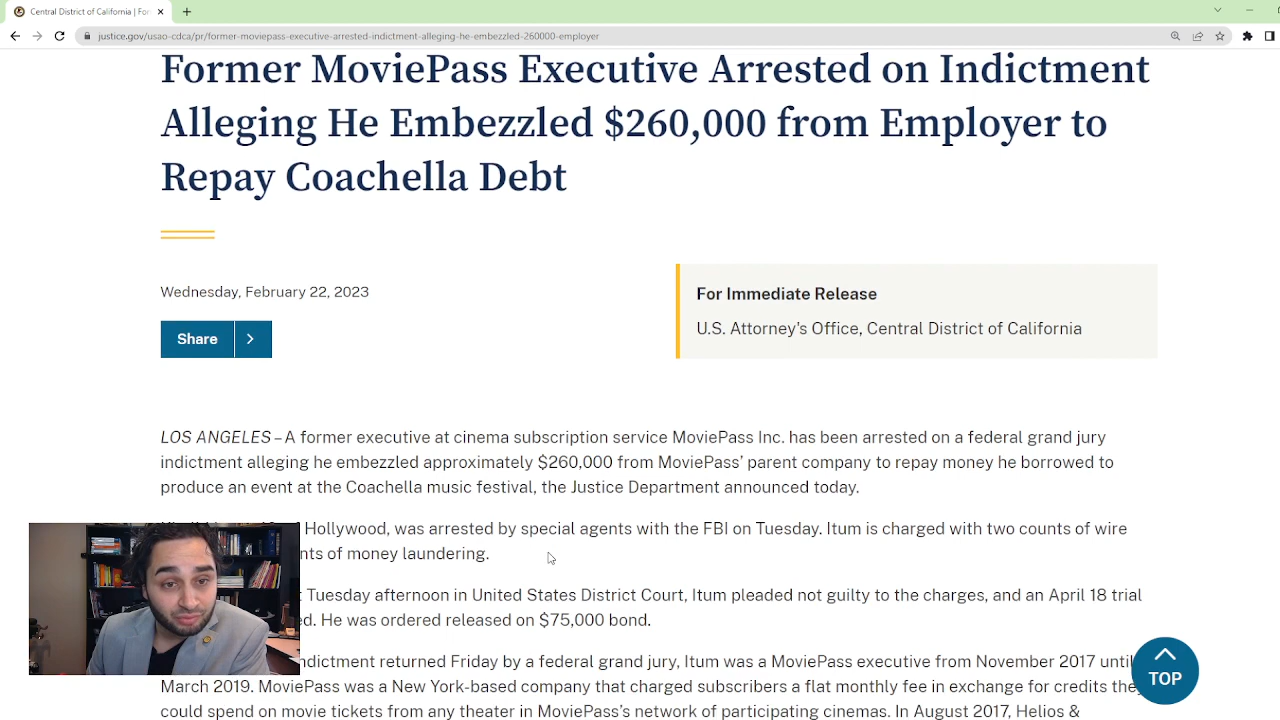 Central District of California | For
justice.gov/usao-cdca/pr/former-moviepass-executive-arrested-indictment-alleging-he-embezzled-260000-employer
Former MoviePass Executive Arrested on Indictment
Alleging He Embezzled $260,000 from Employer to
Repay Coachella Debt
Wednesday, February 22, 2023
For Immediate Release
U.S. Attorney's Office, Central District of California
Share
LOS ANGELES – A former executive at cinema subscription service MoviePass Inc. has been arrested on a federal grand jury
indictment alleging he embezzled approximately $260,000 from MoviePass’ parent company to repay money he borrowed to
produce an event at the Coachella music festival, the Justice Department announced today.
Hollywood, was arrested by special agents with the FBI on Tuesday. Itum is charged with two counts of wire
nts of money laundering.
Tuesday afternoon in United States District Court, Itum pleaded not guilty to the charges, and an April 18 trial
d. He was ordered released on $75,000 bond.
ndictment returned Friday by a federal grand jury, Itum was a MoviePass executive from November 2017 until
March 2019. MoviePass was a New York-based company that charged subscribers a flat monthly fee in exchange for credits they
could spend on movie tickets from any theater in MoviePass’s network of participating cinemas. In August 2017, Helios &
TOP